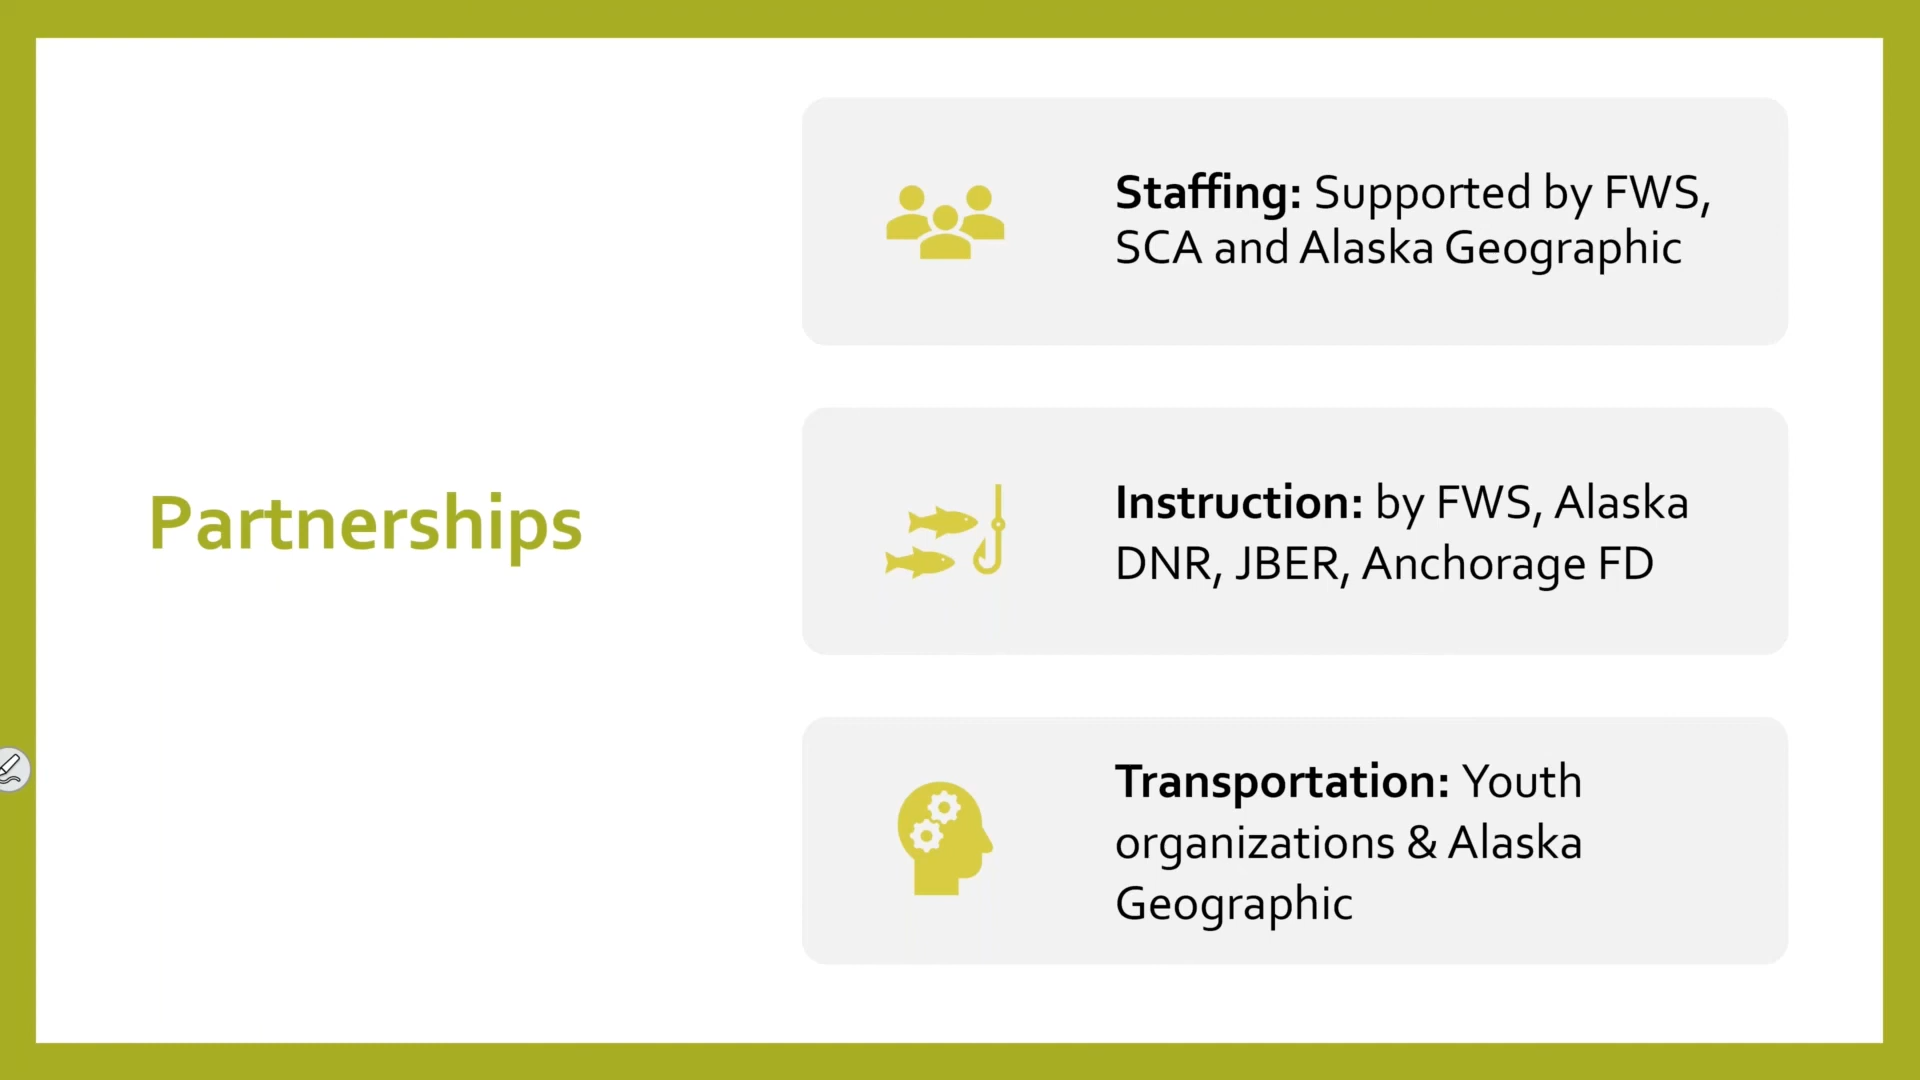 Partnerships
Staffing: Supported by FWS,
SCA and Alaska Geographic
Instruction: by FWS, Alaska
DNR, JBER, Anchorage FD
Transportation: Youth
organizations & Alaska
Geographic